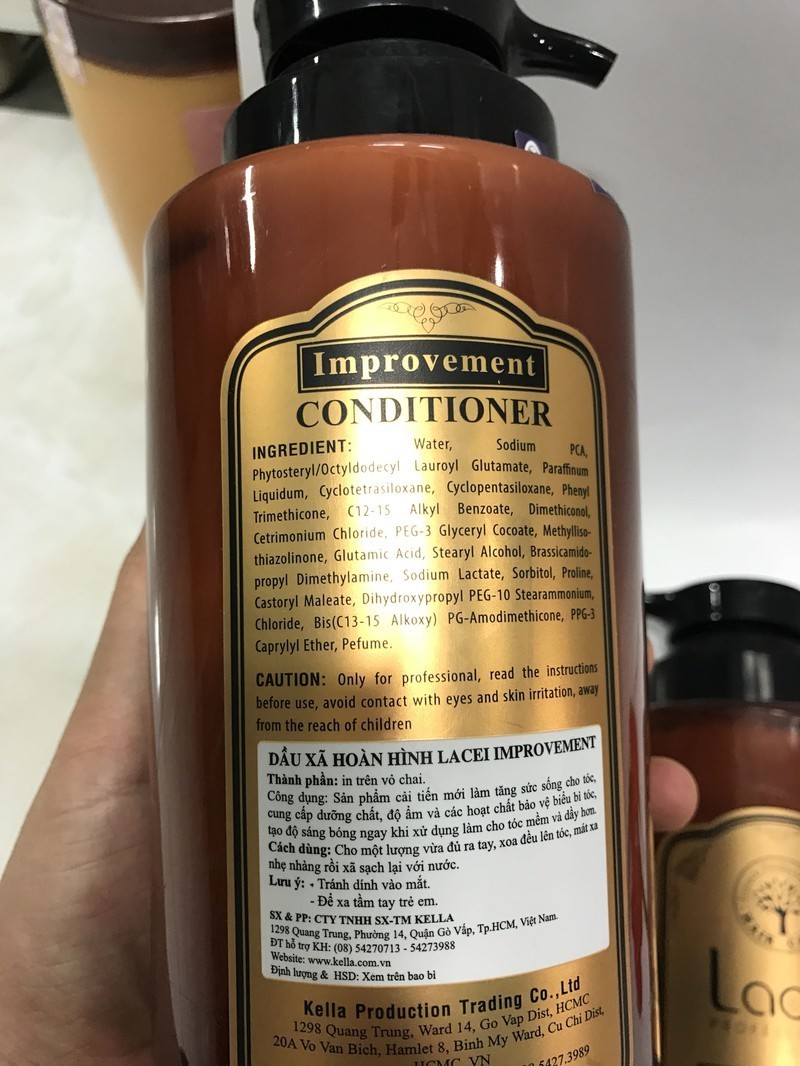 Improvement
CONDITIONER
INGREDIENT: Water, Sodium PCA,
Phytosteryl/Octyldodecyl Lauroyl Glutamate, Paraffinum
Liquidum, Cyclotetrasiloxane, Cyclopentasiloxane, Phenyl
Trimethicone, C12-15 Alkyl Benzoate, Dimethiconol,
Cetrimonium Chloride, PEG-3 Glyceryl Cocoate, Methylliso-
thiazolinone, Glutamic Acid, Stearyl Alcohol, Brassicamido-
propyl Dimethylamine, Sodium Lactate, Sorbitol, Proline,
Castoryl Maleate, Dihydroxypropyl PEG-10 Stearammonium,
Chloride, Bis(C13-15 Alkoxy) PG-Amodimethicone, PPG-3
Caprylyl Ether, Pefume.
CAUTION: Only for professional, read the instructions
before use, avoid contact with eyes and skin irritation, away
from the reach of children
DẦU XÃ HOÀN HÌNH LACEI IMPROVEMENT
Thành phần: in trên vỏ chai.
Công dụng: Sản phẩm cải tiến mới làm tăng sức sống cho tóc,
cung cấp dưỡng chất, độ ẩm và các hoạt chất bảo vệ biểu bì tóc,
tạo độ sáng bóng ngay khi xử dụng làm cho tóc mềm và dầy hơn.
Cách dùng: Cho một lượng vừa đủ ra tay, xoa đều lên tóc, mát xa
nhẹ nhàng rồi xã sạch lại với nước.
Lưu ý: - Tránh dính vào mắt.
- Để xa tầm tay trẻ em.
SX & PP: CTY TNHH SX-TM KELLA
1298 Quang Trung, Phường 14, Quận Gò Vấp, Tp.HCM, Việt Nam.
ĐT hỗ trợ KH: (08) 54270713 - 54273988
Website: www.kella.com.vn
Định lượng & HSD: Xem trên bao bì
Kella Production Trading Co.,Ltd
1298 Quang Trung, Ward 14, Go Vap Dist, HCMC
20A Vo Van Bich, Hamlet 8, Binh My Ward, Cu Chi Dist,
HCMC, VN
5427.3989
HAIR